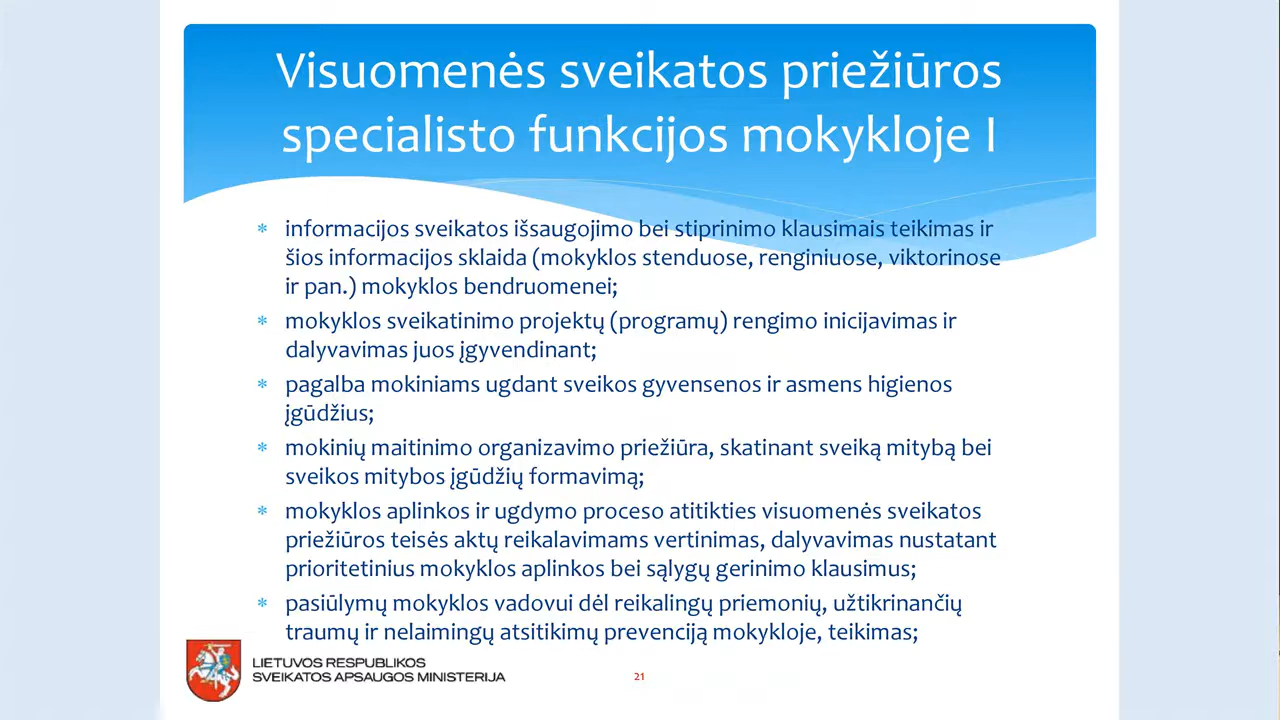 Visuomenės sveikatos priežiūros
specialisto funkcijos mokykloje I
* informacijos sveikatos išsaugojimo bei stiprinimo klausimais teikimas ir
šios informacijos sklaida (mokyklos stenduose, renginiuose, viktorinose
ir pan.) mokyklos bendruomenei;
* mokyklos sveikatinimo projektų (programų) rengimo inicijavimas ir
dalyvavimas juos įgyvendinant;
* pagalba mokiniams ugdant sveikos gyvensenos ir asmens higienos
įgūdžius;
* mokinių maitinimo organizavimo priežiūra, skatinant sveiką mitybą bei
sveikos mitybos įgūdžių formavimą;
* mokyklos aplinkos ir ugdymo proceso atitikties visuomenės sveikatos
priežiūros teisės aktų reikalavimams vertinimas, dalyvavimas nustatant
prioritetinius mokyklos aplinkos bei sąlygų gerinimo klausimus;
* pasiūlymų mokyklos vadovui dėl reikalingų priemonių, užtikrinančių
traumų ir nelaimingų atsitikimų prevenciją mokykloje, teikimas;
LIETUVOS RESPUBLIKOS
SVEIKATOS APSAUGOS MINISTERIJA
21